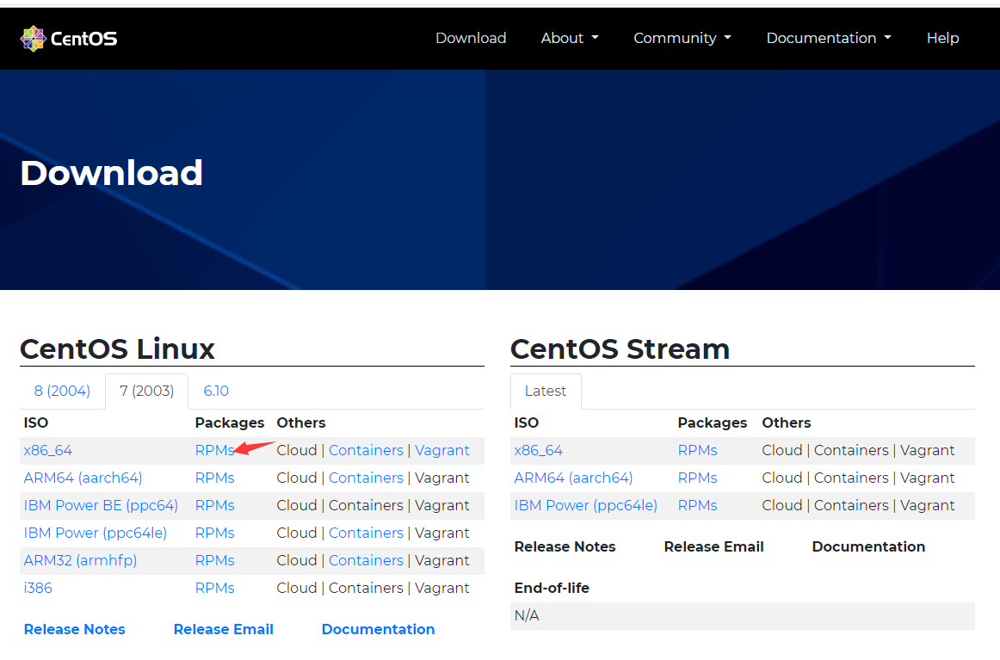 CentOS Download About Community Documentation Help
Download
CentOS Linux
8 (2004) 7 (2003) 6.10
ISO Packages Others
x86_64 RPMs Cloud | Containers | Vagrant
ARM64 (aarch64) RPMs Cloud | Containers | Vagrant
IBM Power BE (ppc64) RPMs Cloud | Containers | Vagrant
IBM Power (ppc64le) RPMs Cloud | Containers | Vagrant
ARM32 (armhfp) RPMs Cloud | Containers | Vagrant
i386 RPMs Cloud | Containers | Vagrant
Release Notes Release Email Documentation
CentOS Stream
Latest
ISO Packages Others
x86_64 RPMs Cloud | Containers | Vagrant
ARM64 (aarch64) RPMs Cloud | Containers | Vagrant
IBM Power (ppc64le) RPMs Cloud | Containers | Vagrant
Release Notes Release Email Documentation
End-of-life
N/A